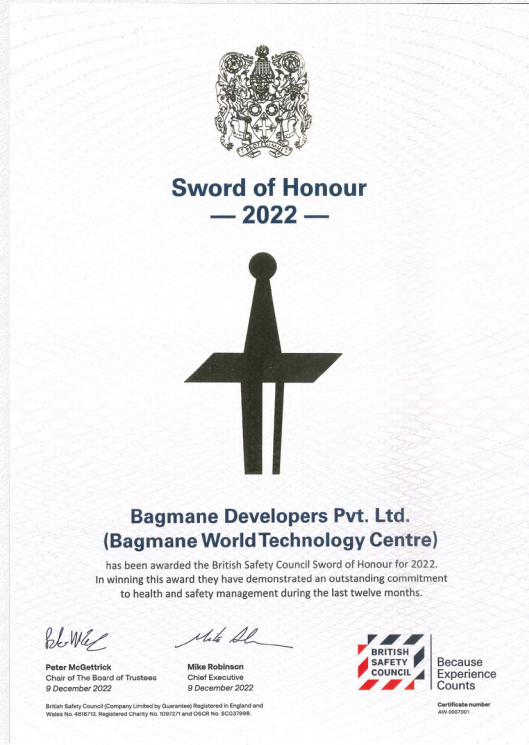 Sword of Honour
— 2022 —
Bagmane Developers Pvt. Ltd.
(Bagmane World Technology Centre)
has been awarded the British Safety Council Sword of Honour for 2022.
In winning this award they have demonstrated an outstanding commitment
to health and safety management during the last twelve months.
Peter McGettrick
Chair of The Board of Trustees
9 December 2022
Mike Robinson
Chief Executive
9 December 2022
BRITISH
SAFETY
COUNCIL
Because
Experience
Counts
British Safety Council (Company Limited by Guarantee) Registered in England and
Wales No. 4618713. Registered Charity No. 1097271 and OSCR No. SC037998.
Certificate number
AW-0007001